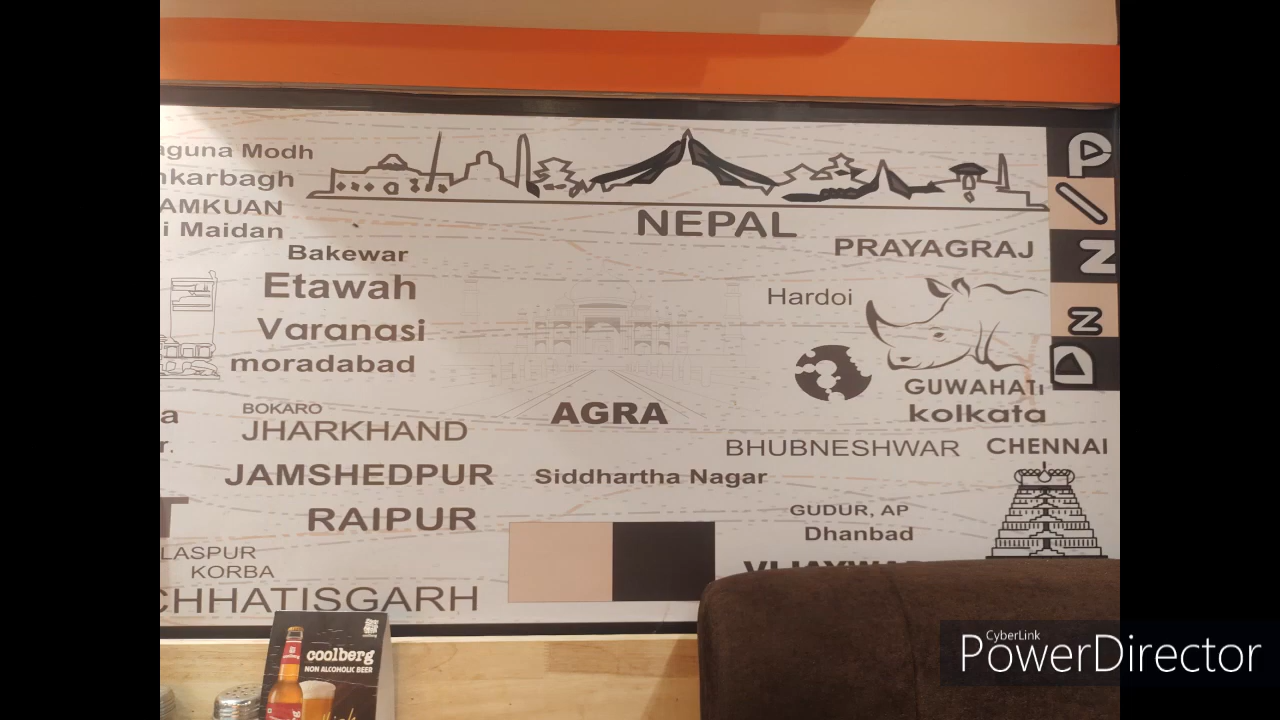 aguna Modh
nkarbagh
AMKUAN
i Maidan
NEPAL
PRAYAGRAJ
Bakewar
Etawah
Hardoi
Varanasi
moradabad
GUWAHATI
kolkata
BOKARO
JHARKHAND
AGRA
BHUBNESHWAR
CHENNAI
a
r.
JAMSHEDPUR
Siddhartha Nagar
T
RAIPUR
GUDUR, AP
Dhanbad
LASPUR
KORBA
CHHATISGARH
P
I
N
N
D
coolberg
NON ALCOHOLIC BEER
CyberLink
PowerDirector